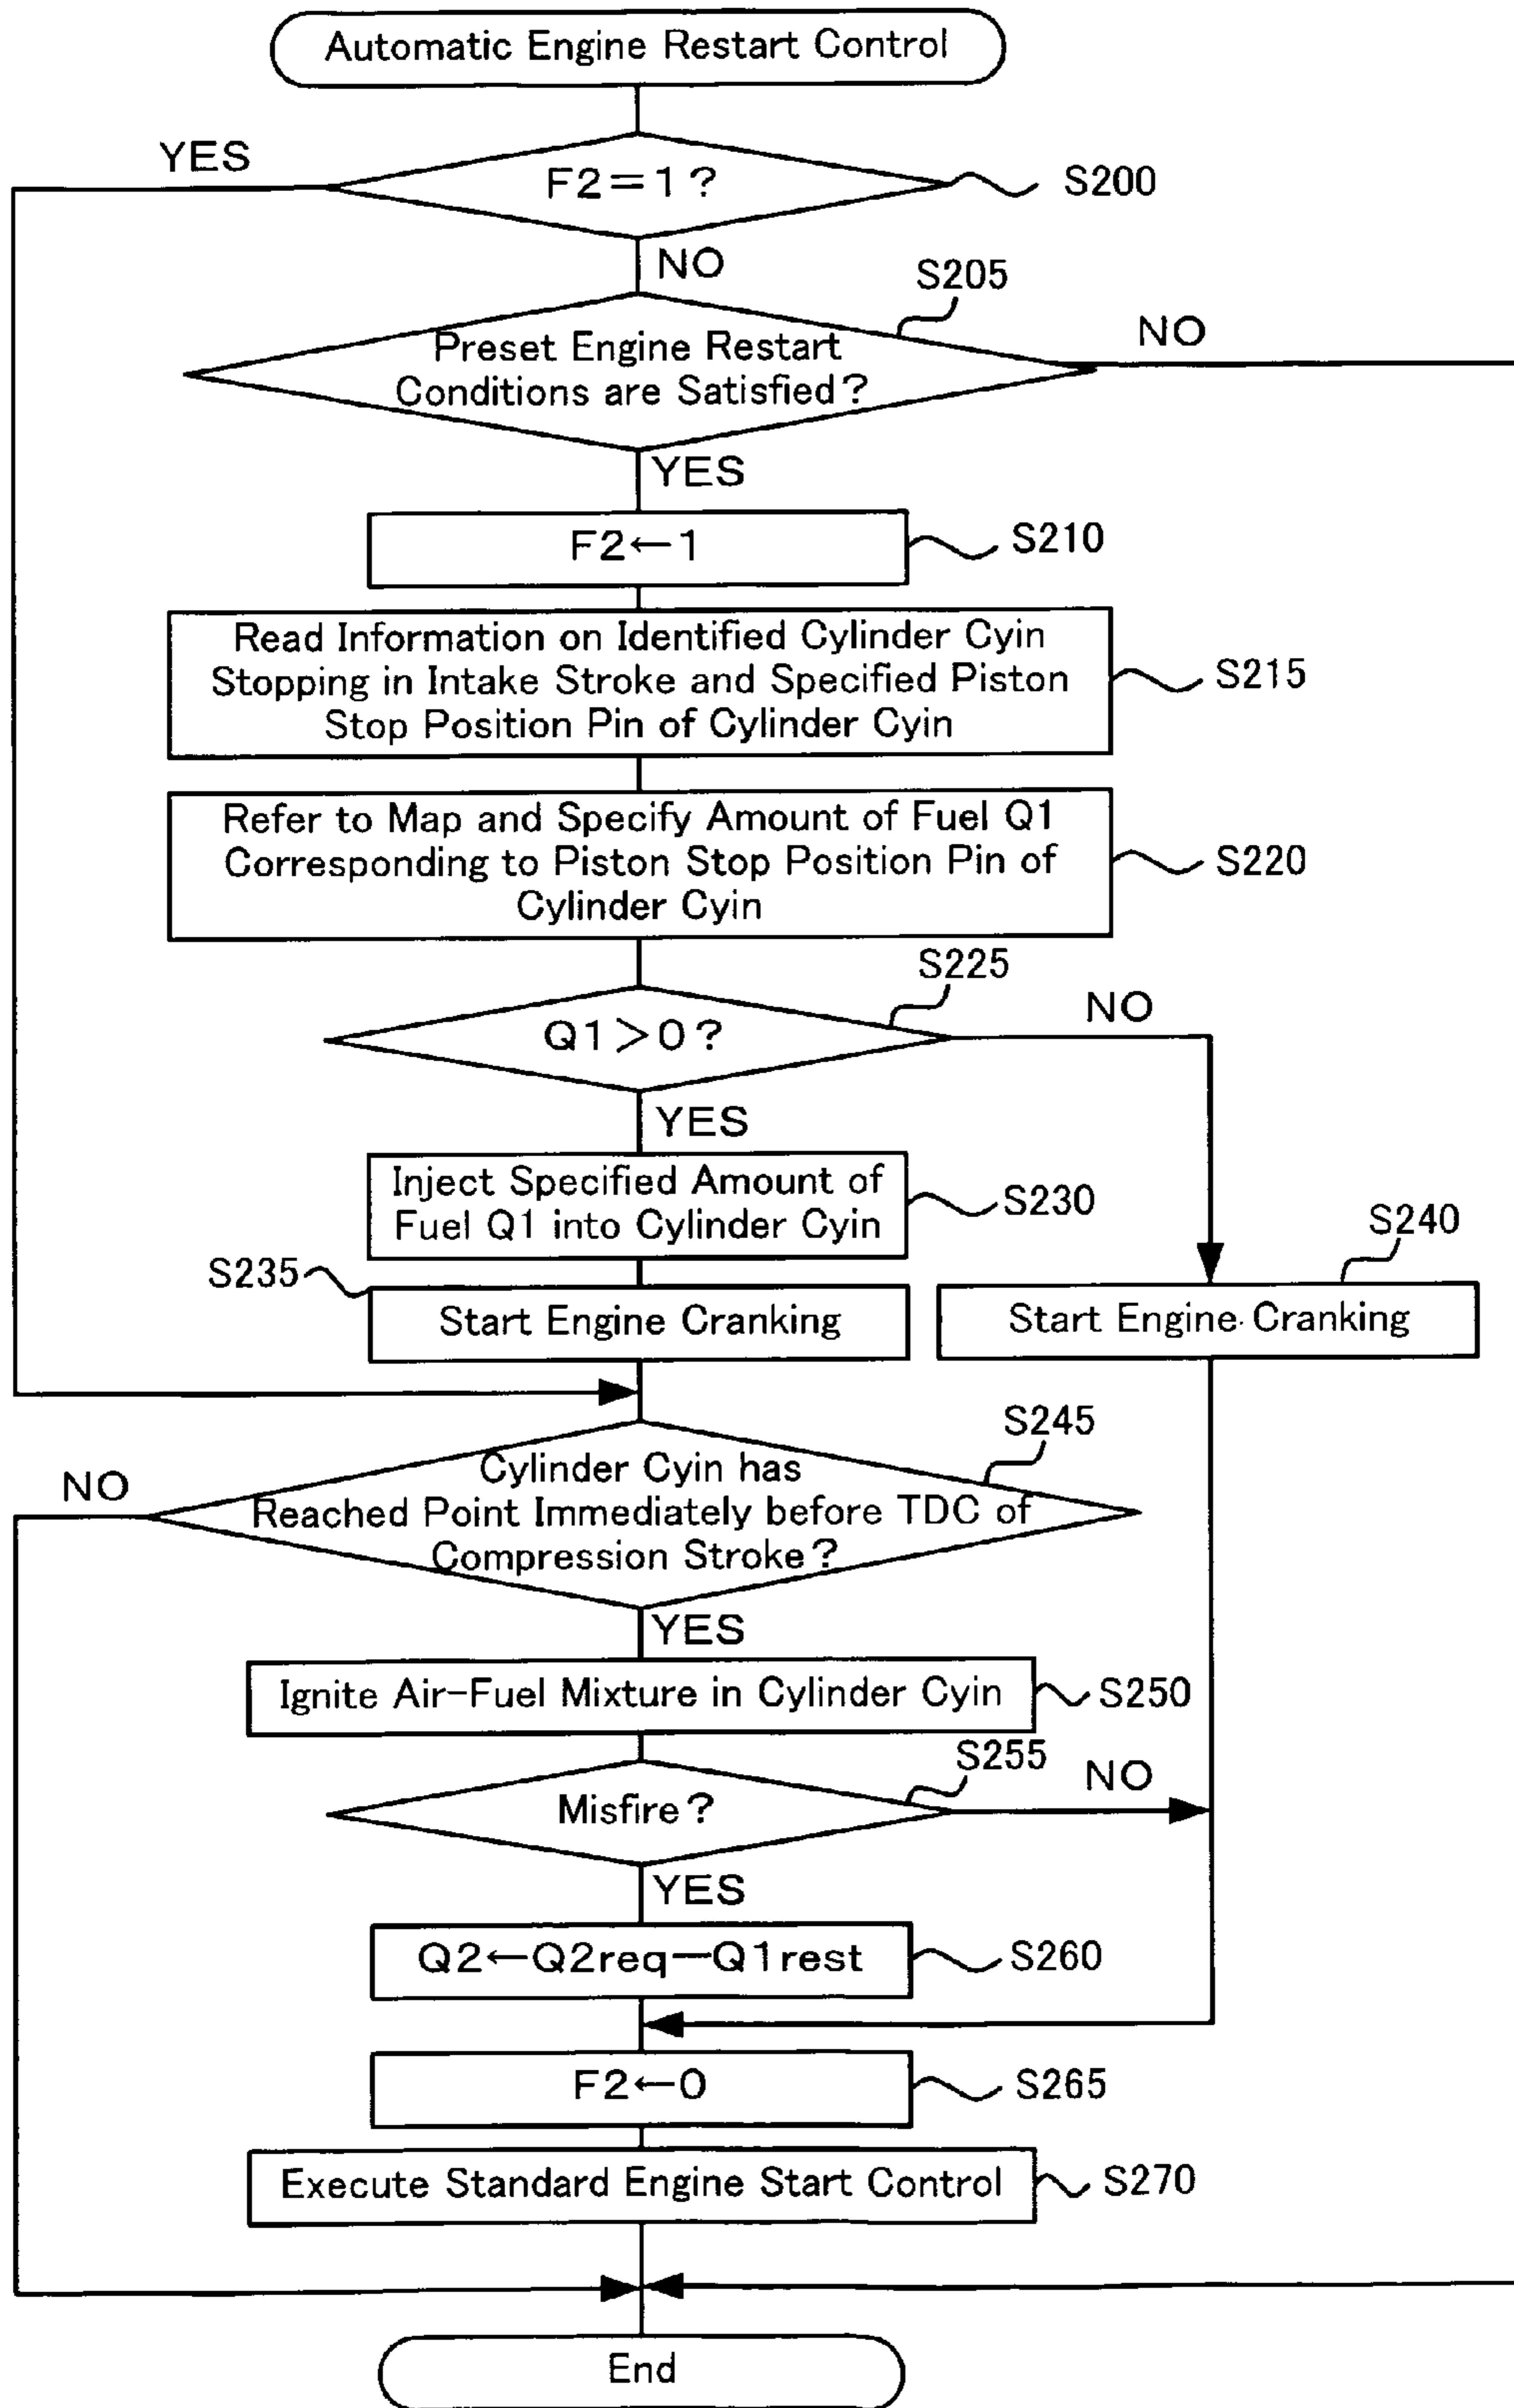 Automatic Engine Restart Control
YES
F2=1?
S200
NO
S205
Preset Engine Restart
Conditions are Satisfied?
NO
YES
F2←1
S210
Read Information on Identified Cylinder Cyin
Stopping in Intake Stroke and Specified Piston
Stop Position Pin of Cylinder Cyin
S215
Refer to Map and Specify Amount of Fuel Q1
Corresponding to Piston Stop Position Pin of
Cylinder Cyin
S220
S225
Q1>0?
NO
YES
Inject Specified Amount of
Fuel Q1 into Cylinder Cyin
S230
S235
Start Engine Cranking
S240
Start Engine Cranking
S245
Cylinder Cyin has
Reached Point Immediately before TDC of
Compression Stroke?
NO
YES
Ignite Air-Fuel Mixture in Cylinder Cyin
S250
S255
Misfire?
NO
YES
Q2←Q2req−Q1rest
S260
F2←0
S265
Execute Standard Engine Start Control
S270
End